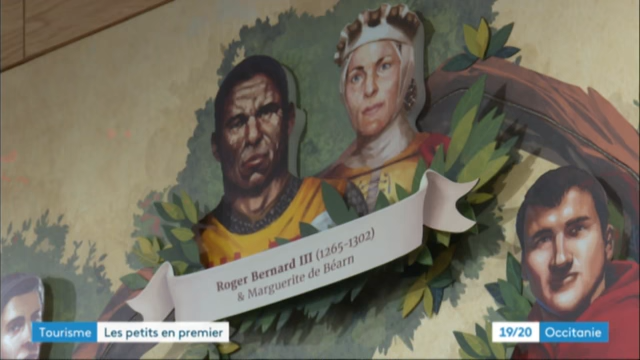 Roger Bernard III (1265-1302)
& Marguerite de Béarn
Tourisme Les petits en premier
19/20 Occitanie